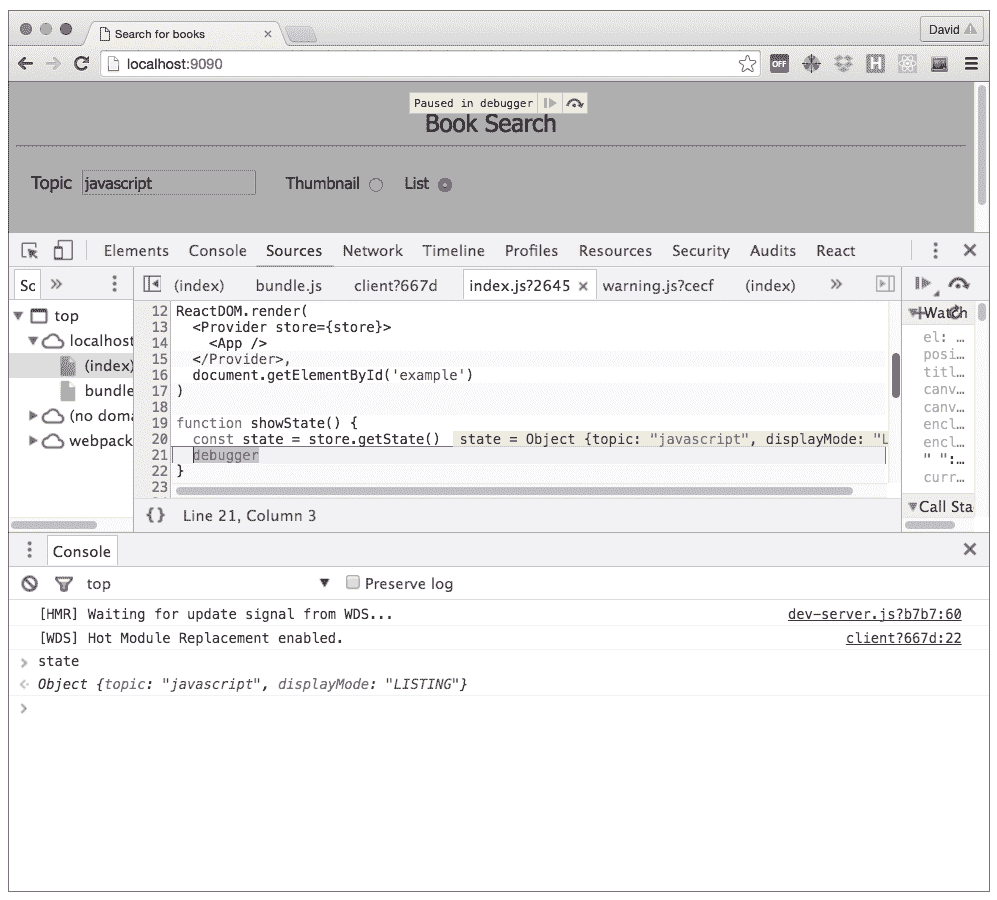 Search for books
David
localhost:9090
OFF
H
Paused in debugger
Book Search
Topic javascript Thumbnail List
Elements Console Sources Network Timeline Profiles Resources Security Audits React
Sc » (index) bundle.js client?667d index.js?2645 warning.js?cecf (index) »
top
localhost
(index)
bundle
(no doma
webpack
12 ReactDOM.render(
13 <Provider store={store}>
14 <App />
15 </Provider>,
16 document.getElementById('example')
17 )
18
19 function showState() {
20 const state = store.getState() state = Object {topic: "javascript", displayMode: "L
21 debugger
22 }
23
Watch
el: …
posi…
titl…
canv…
canv…
encl…
encl…
" ":…
curr…
Call Sta
{} Line 21, Column 3
Console
top Preserve log
[HMR] Waiting for update signal from WDS... dev-server.js?b7b7:60
[WDS] Hot Module Replacement enabled. client?667d:22
> state
Object {topic: "javascript", displayMode: "LISTING"}
>